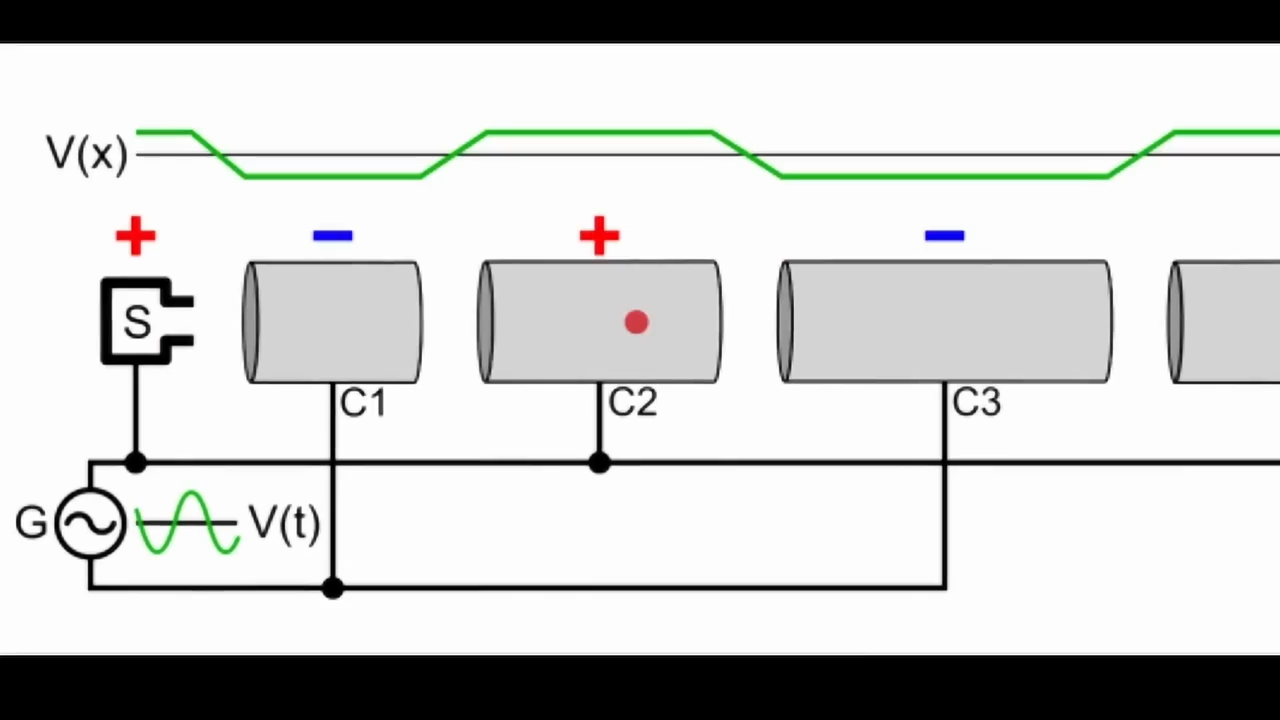 V(x)
+ − + −
S
C1
C2
C3
G
V(t)